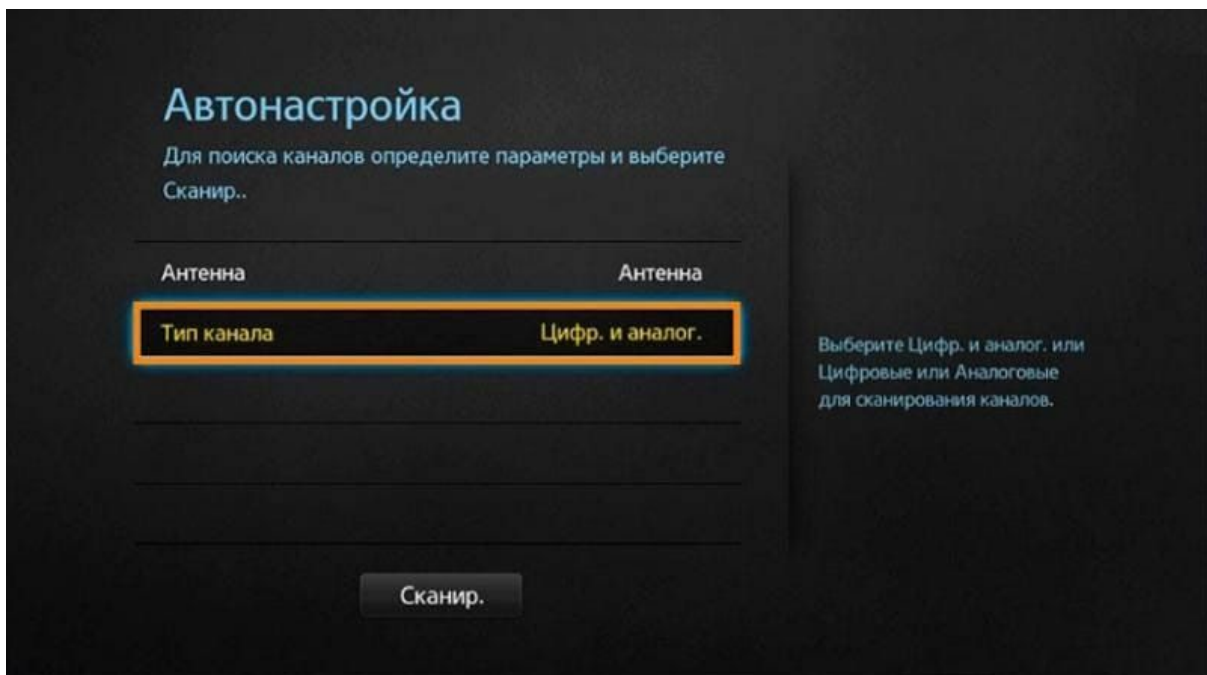 Автонастройка
Для поиска каналов определите параметры и выберите
Сканир..
Антенна Антенна
Тип канала Цифр. и аналог.
Выберите Цифр. и аналог. или
Цифровые или Аналоговые
для сканирования каналов.
Сканир.